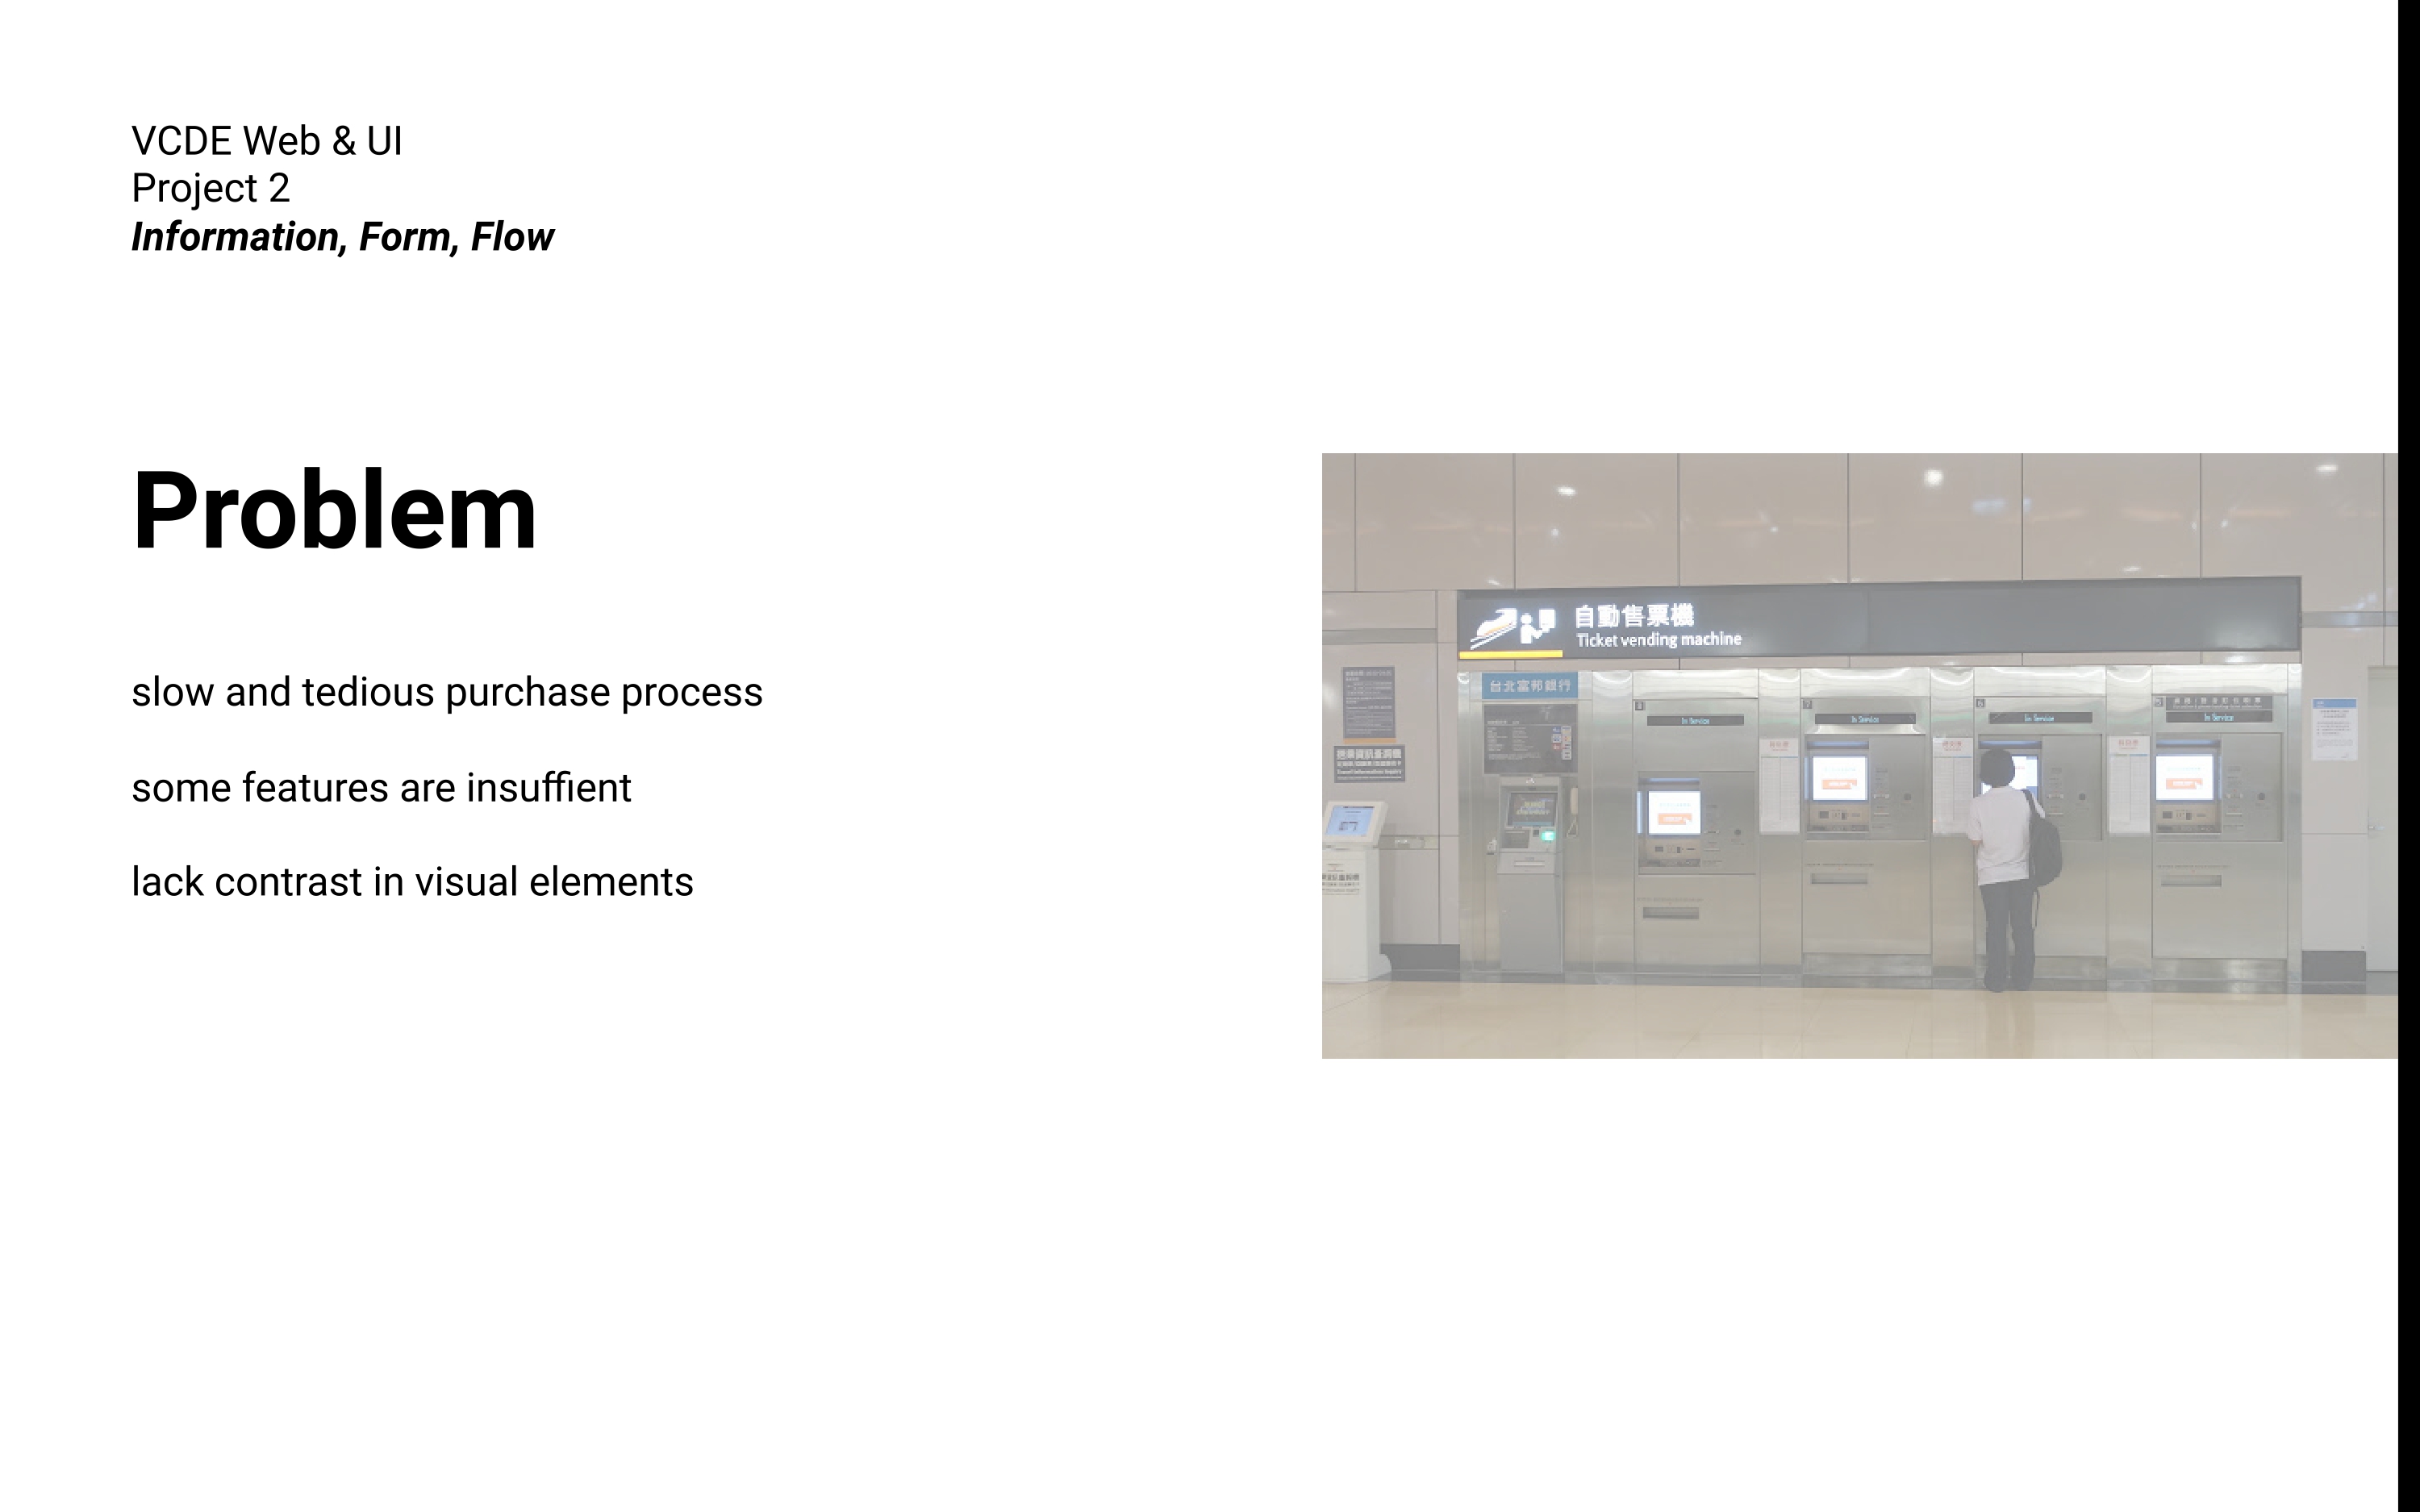 VCDE Web & UI
Project 2
Information, Form, Flow
Problem
slow and tedious purchase process
some features are insuffient
lack contrast in visual elements
自動售票機
Ticket vending machine
台北富邦銀行
In Service
In Service
In Service
In Service